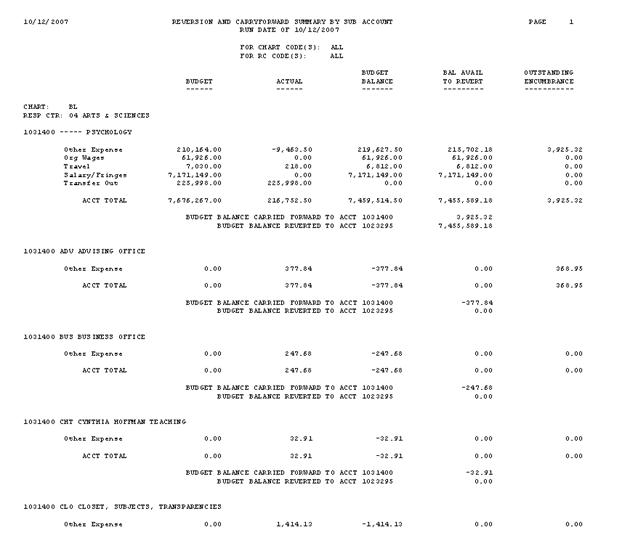 10/12/2007 REVERSION AND CARRYFORWARD SUMMARY BY SUB ACCOUNT PAGE 1
RUN DATE OF 10/12/2007
FOR CHART CODE(S): ALL
FOR RC CODE(S): ALL
BUDGET BAL AVAIL OUTSTANDING
BUDGET ACTUAL BALANCE TO REVERT ENCUMBRANCE
------ ------ ------- --------- -----------
CHART: BL
RESP CTR: 04 ARTS & SCIENCES
1031400 ----- PSYCHOLOGY
Other Expense 210,164.00 -9,463.50 219,627.50 215,702.18 3,925.32
Org Wages 61,926.00 0.00 61,926.00 61,926.00 0.00
Travel 7,030.00 218.00 6,812.00 6,812.00 0.00
Salary/Fringes 7,171,149.00 0.00 7,171,149.00 7,171,149.00 0.00
Transfer Out 225,998.00 225,998.00 0.00 0.00 0.00
ACCT TOTAL 7,676,267.00 216,752.50 7,459,514.50 7,455,589.18 3,925.32
BUDGET BALANCE CARRIED FORWARD TO ACCT 1031400 3,925.32
BUDGET BALANCE REVERTED TO ACCT 1023295 7,455,589.18
1031400 ADV ADVISING OFFICE
Other Expense 0.00 377.84 -377.84 0.00 368.95
ACCT TOTAL 0.00 377.84 -377.84 0.00 368.95
BUDGET BALANCE CARRIED FORWARD TO ACCT 1031400 -377.84
BUDGET BALANCE REVERTED TO ACCT 1023295 0.00
1031400 BUS BUSINESS OFFICE
Other Expense 0.00 247.68 -247.68 0.00 0.00
ACCT TOTAL 0.00 247.68 -247.68 0.00 0.00
BUDGET BALANCE CARRIED FORWARD TO ACCT 1031400 -247.68
BUDGET BALANCE REVERTED TO ACCT 1023295 0.00
1031400 CHT CYNTHIA HOFFMAN TEACHING
Other Expense 0.00 32.91 -32.91 0.00 0.00
ACCT TOTAL 0.00 32.91 -32.91 0.00 0.00
BUDGET BALANCE CARRIED FORWARD TO ACCT 1031400 -32.91
BUDGET BALANCE REVERTED TO ACCT 1023295 0.00
1031400 CLO CLOSET, SUBJECTS, TRANSPARENCIES
Other Expense 0.00 1,414.13 -1,414.13 0.00 0.00